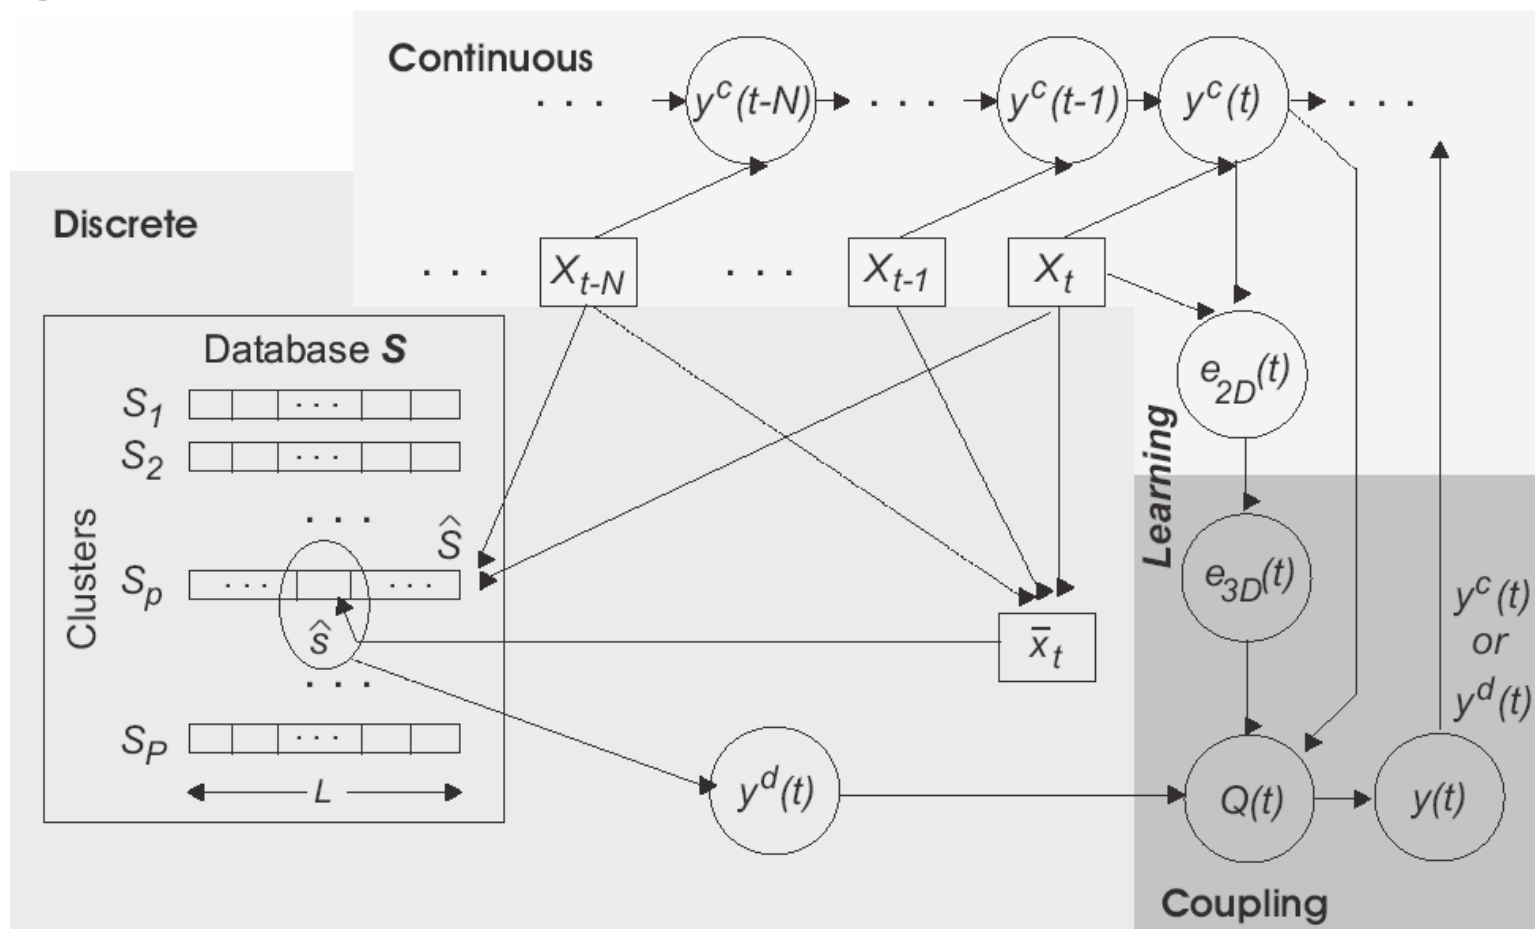 Continuous
. . . y^c(t-N) . . . y^c(t-1) y^c(t) . . .
Discrete
. . . X_{t-N} . . . X_{t-1} X_t
Database S
S_1 . . .
S_2 . . .
e_{2D}(t)
Learning
Clusters
. . . Ŝ
S_p . . . . . .
ŝ
. . .
S_P . . .
L
x̄_t
e_{3D}(t)
y^c(t)
or
y^d(t)
y^d(t) Q(t) y(t)
Coupling